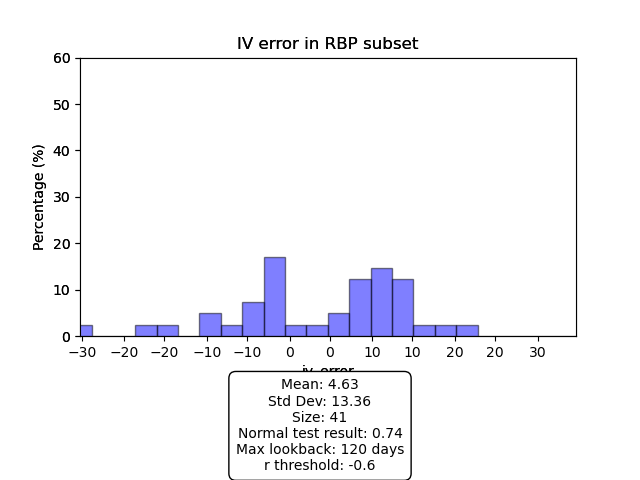 IV error in RBP subset
60
50
40
30
20
10
0
Percentage (%)
−30 −20 −20 −10 −10 0 0 10 10 20 20 30
iv_error
Mean: 4.63
Std Dev: 13.36
Size: 41
Normal test result: 0.74
Max lookback: 120 days
r threshold: -0.6